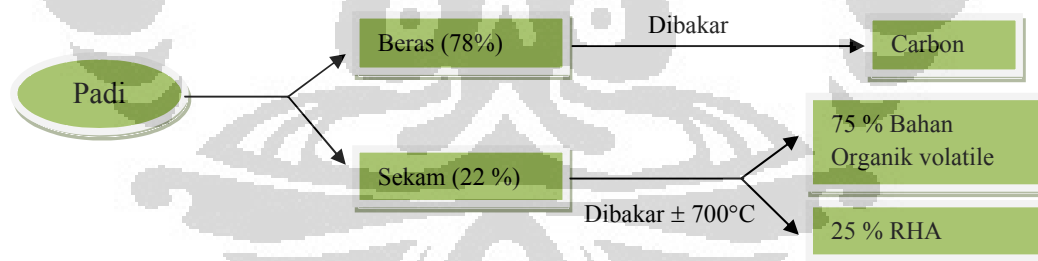 Padi
Beras (78%)
Dibakar
Carbon
Sekam (22 %)
Dibakar ± 700°C
75 % Bahan
Organik volatile
25 % RHA